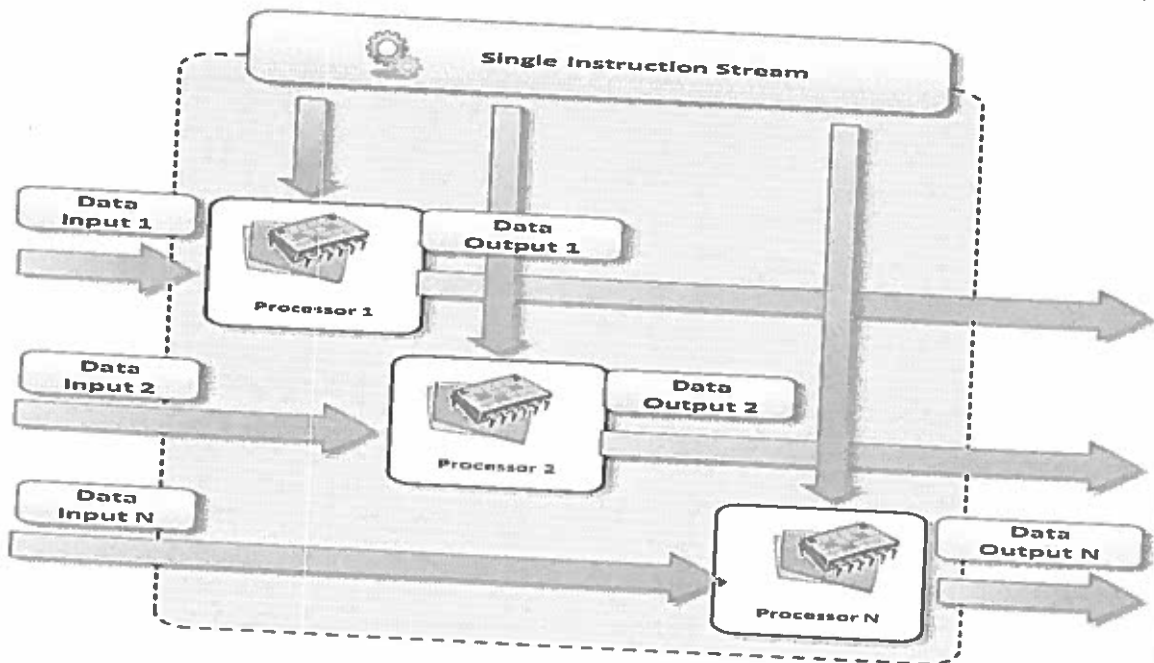 Single Instruction Stream
Data
Input 1
Data
Output 1
Processor 1
Data
Input 2
Data
Output 2
Processor 2
Data
Input N
Data
Output N
Processor N